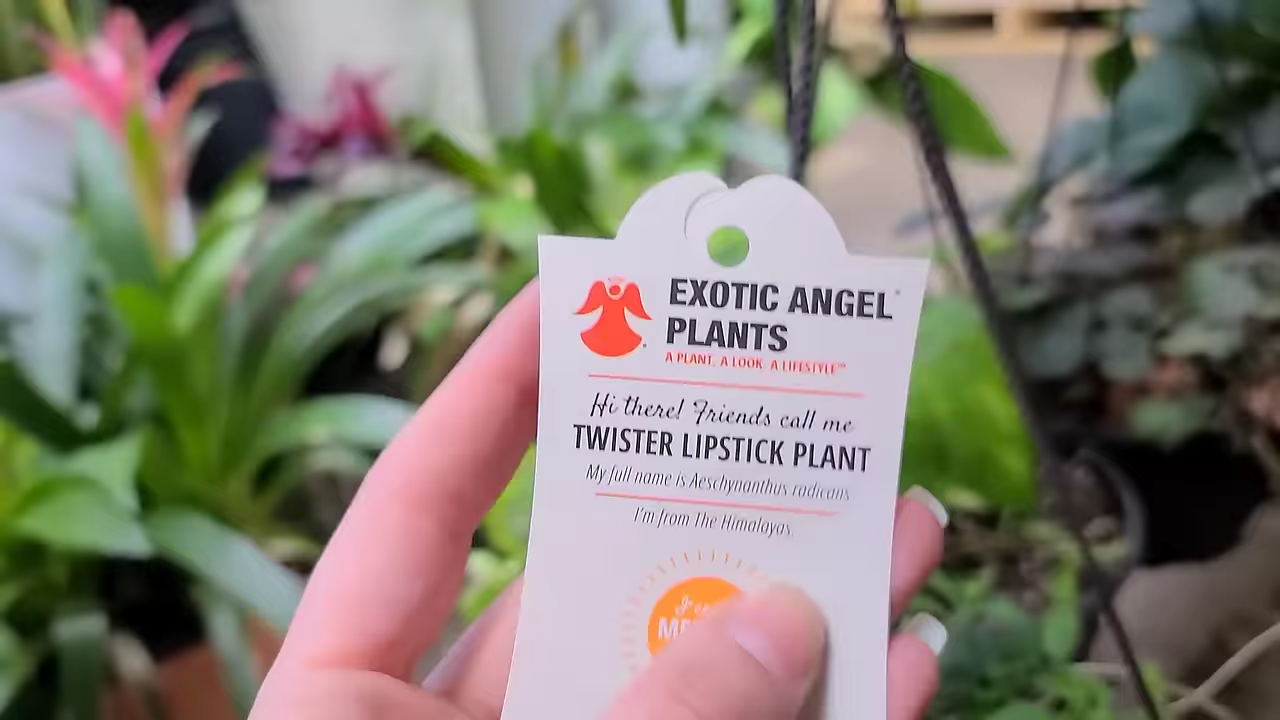 EXOTIC ANGEL®
PLANTS
A PLANT, A LOOK, A LIFESTYLE™
Hi there! Friends call me
TWISTER LIPSTICK PLANT
My full name is Aeschynanthus radicans
I'm from The Himalayas.